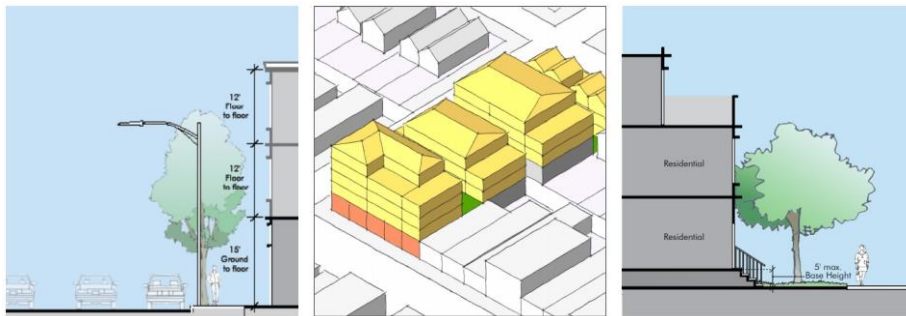 12'
Floor
to floor
12'
Floor
to floor
15'
Ground
to floor
Residential
Residential
5' max.
Base Height